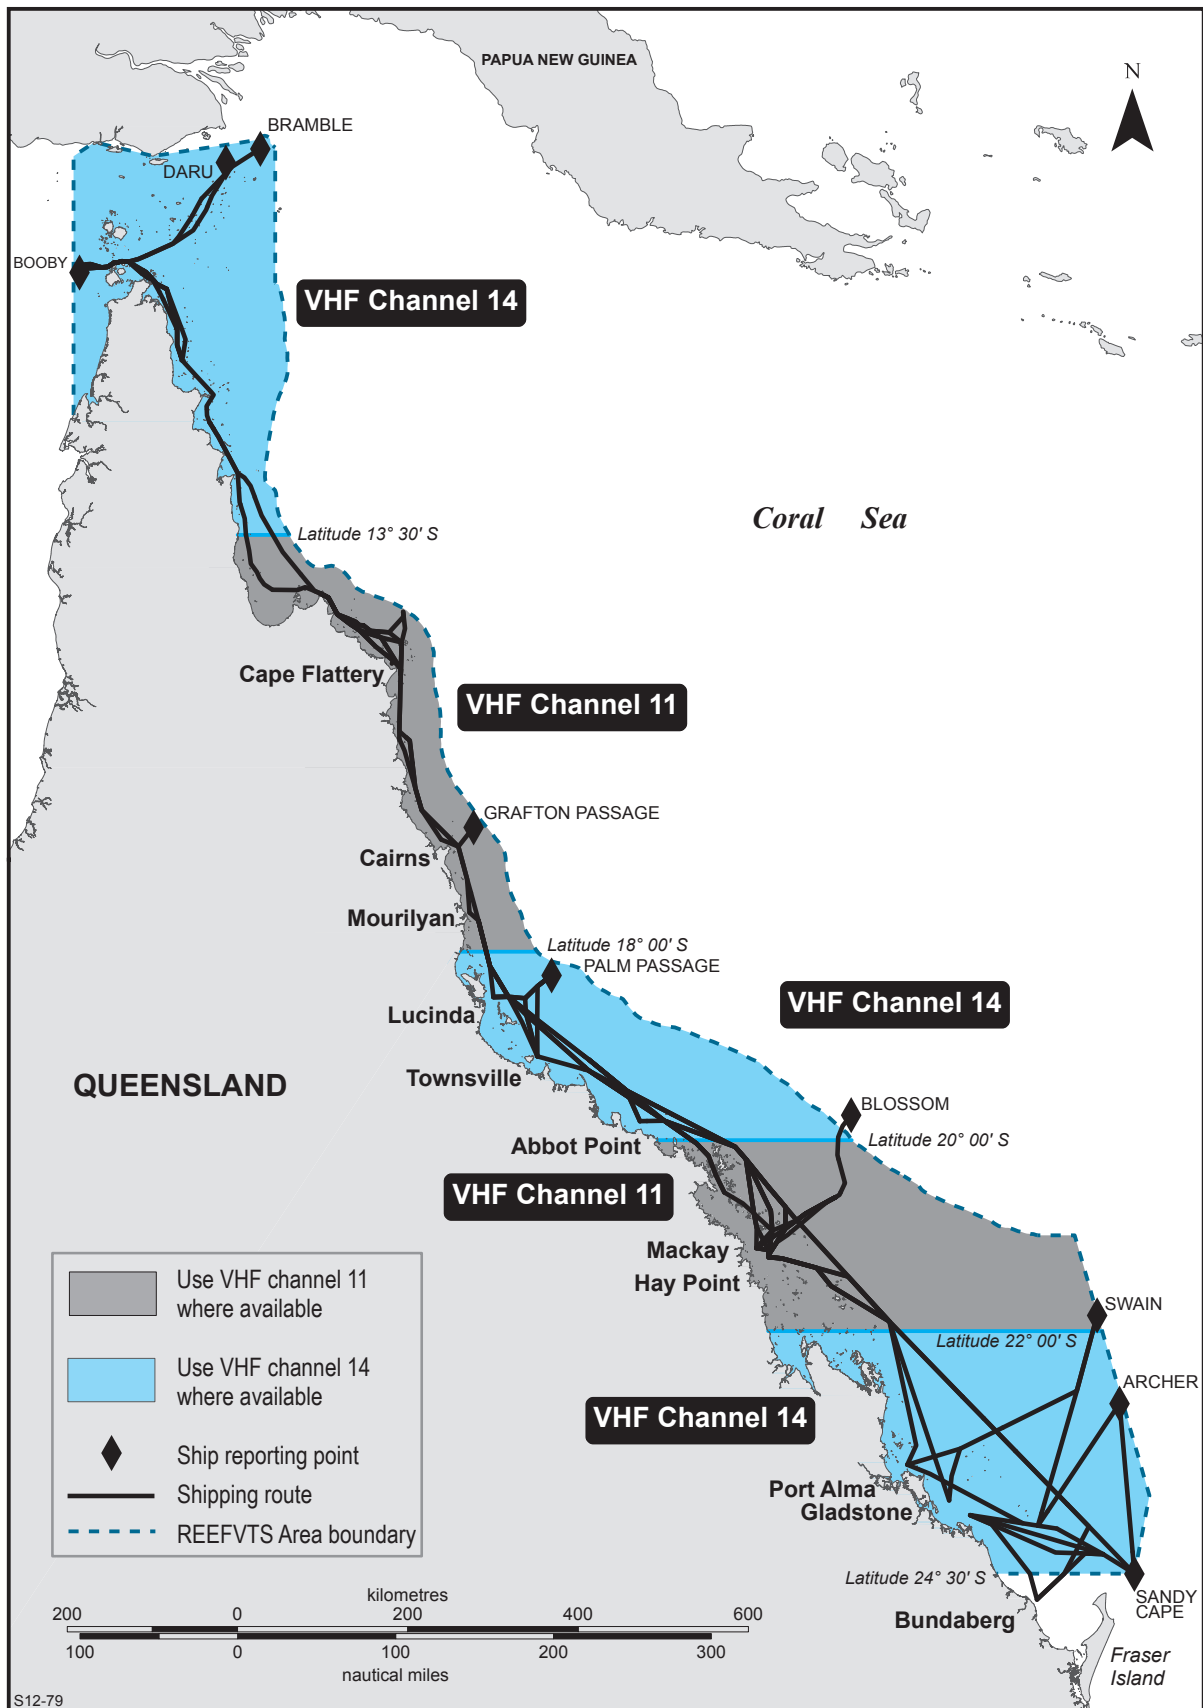 PAPUA NEW GUINEA
N
BRAMBLE
DARU
BOOBY
VHF Channel 14
Coral Sea
Latitude 13° 30' S
Cape Flattery
VHF Channel 11
GRAFTON PASSAGE
Cairns
Mourilyan
Latitude 18° 00' S
PALM PASSAGE
VHF Channel 14
Lucinda
Townsville
QUEENSLAND
BLOSSOM
Latitude 20° 00' S
Abbot Point
VHF Channel 11
Mackay
Hay Point
SWAIN
Latitude 22° 00' S
ARCHER
VHF Channel 14
Port Alma
Gladstone
Latitude 24° 30' S
SANDY
CAPE
Bundaberg
Fraser
Island
Use VHF channel 11
where available
Use VHF channel 14
where available
Ship reporting point
Shipping route
REEFVTS Area boundary
kilometres
200 0 200 400 600
100 0 100 200 300
nautical miles
S12-79